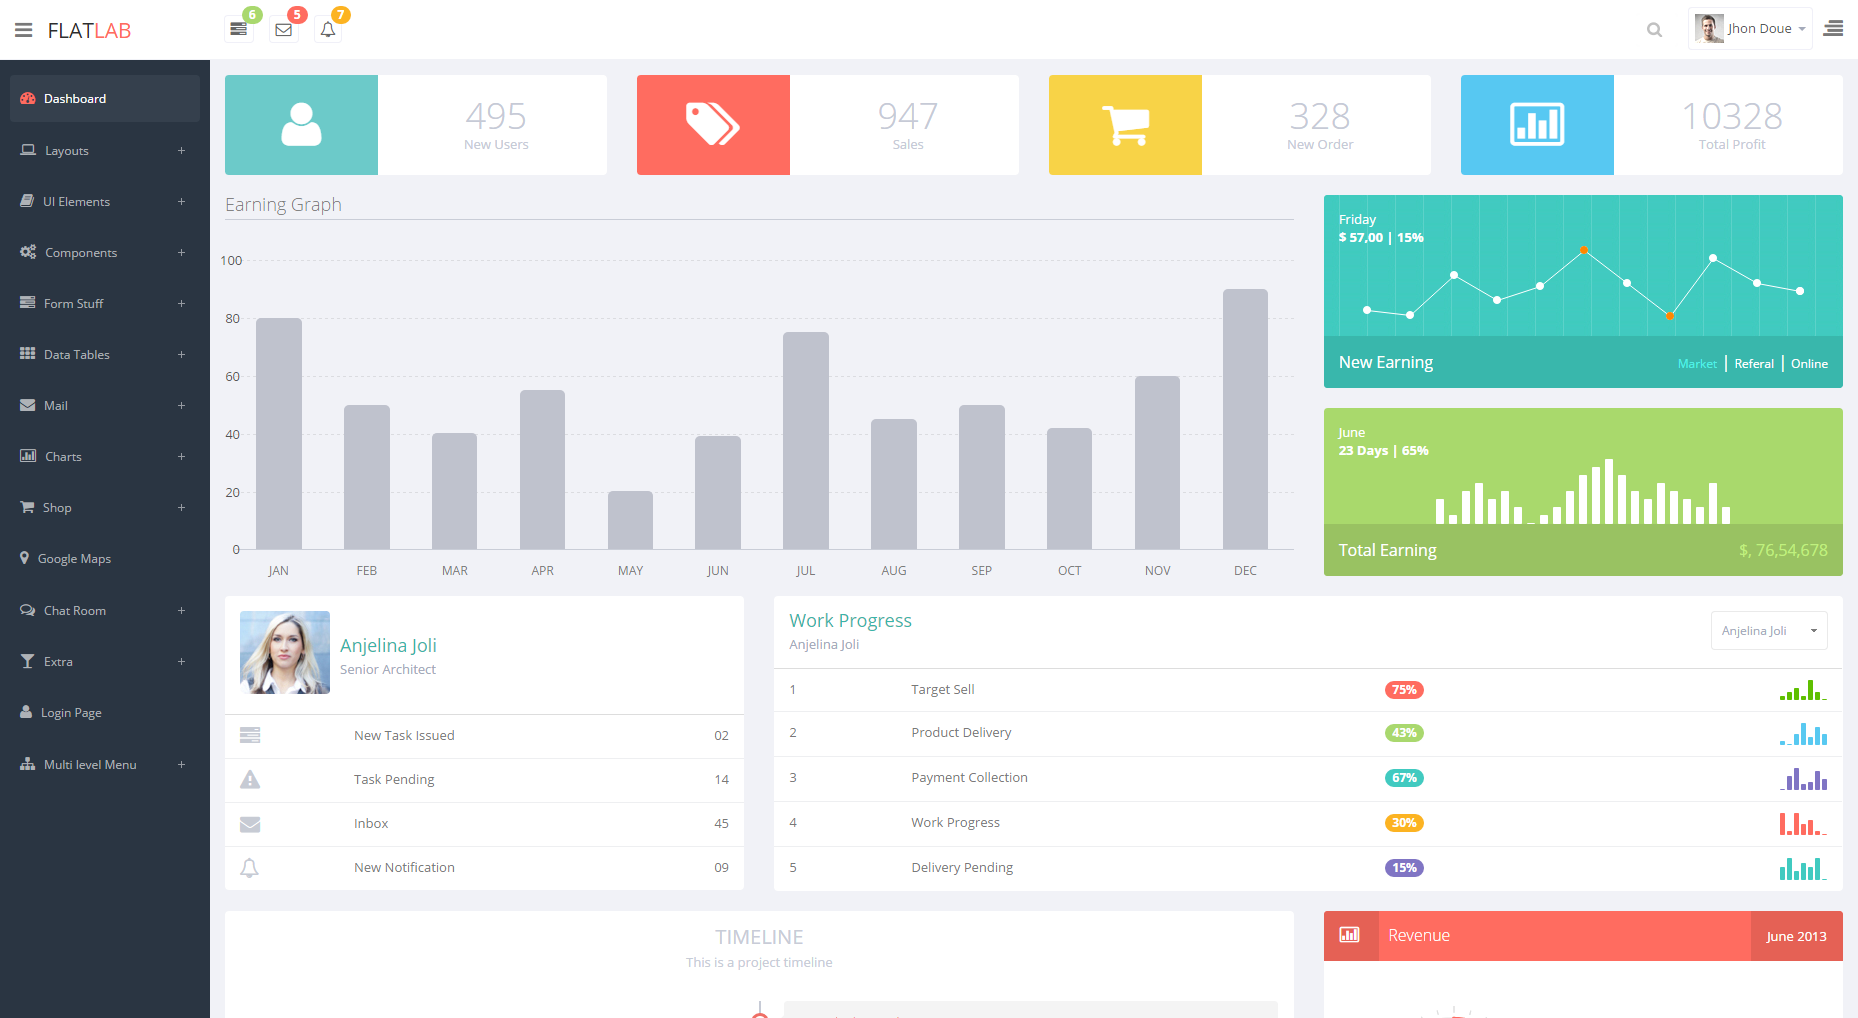 FLATLAB
6
5
7
Jhon Doue
Dashboard
Layouts +
UI Elements +
Components +
Form Stuff +
Data Tables +
Mail +
Charts +
Shop +
Google Maps
Chat Room +
Extra +
Login Page
Multi level Menu +
495
New Users
947
Sales
328
New Order
10328
Total Profit
Earning Graph
100
80
60
40
20
0
JAN FEB MAR APR MAY JUN JUL AUG SEP OCT NOV DEC
Friday
$ 57,00 | 15%
New Earning
Market | Referal | Online
June
23 Days | 65%
Total Earning
$, 76,54,678
Anjelina Joli
Senior Architect
New Task Issued 02
Task Pending 14
Inbox 45
New Notification 09
Work Progress
Anjelina Joli
Anjelina Joli
1 Target Sell 75%
2 Product Delivery 43%
3 Payment Collection 67%
4 Work Progress 30%
5 Delivery Pending 15%
TIMELINE
This is a project timeline
Revenue
June 2013